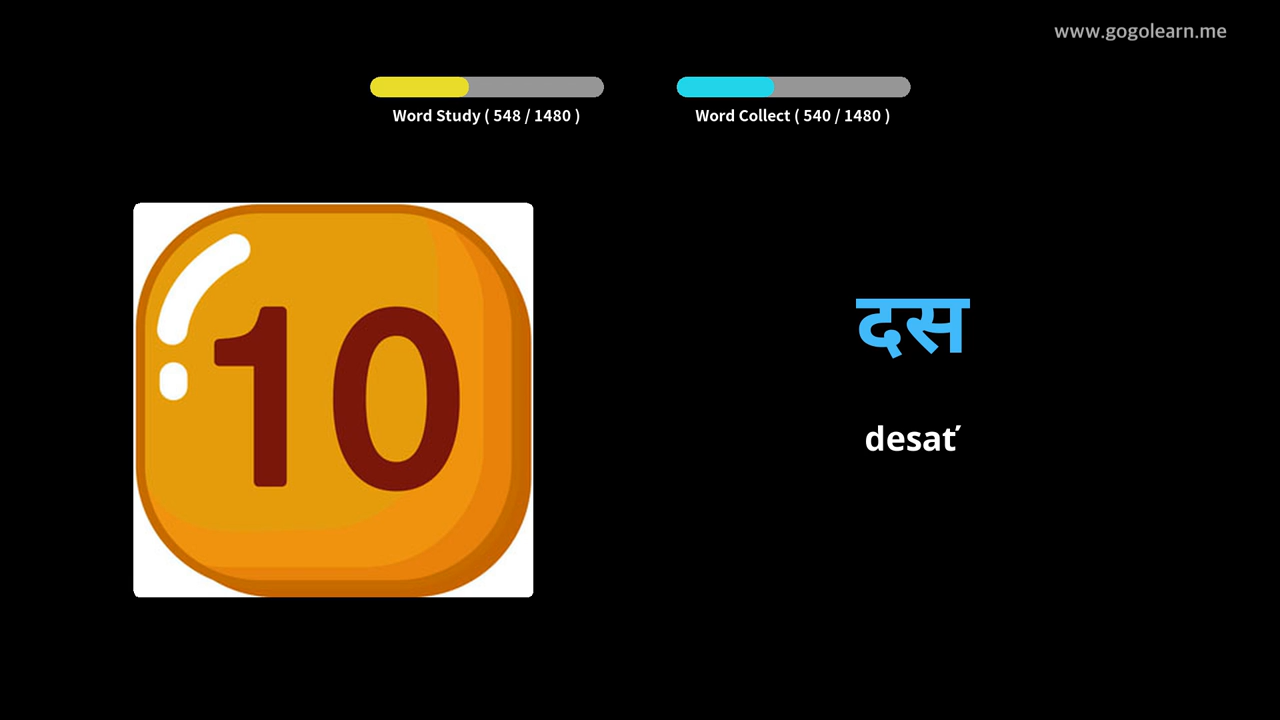 www.gogolearn.me
Word Study ( 548 / 1480 )
Word Collect ( 540 / 1480 )
10
दस
desať